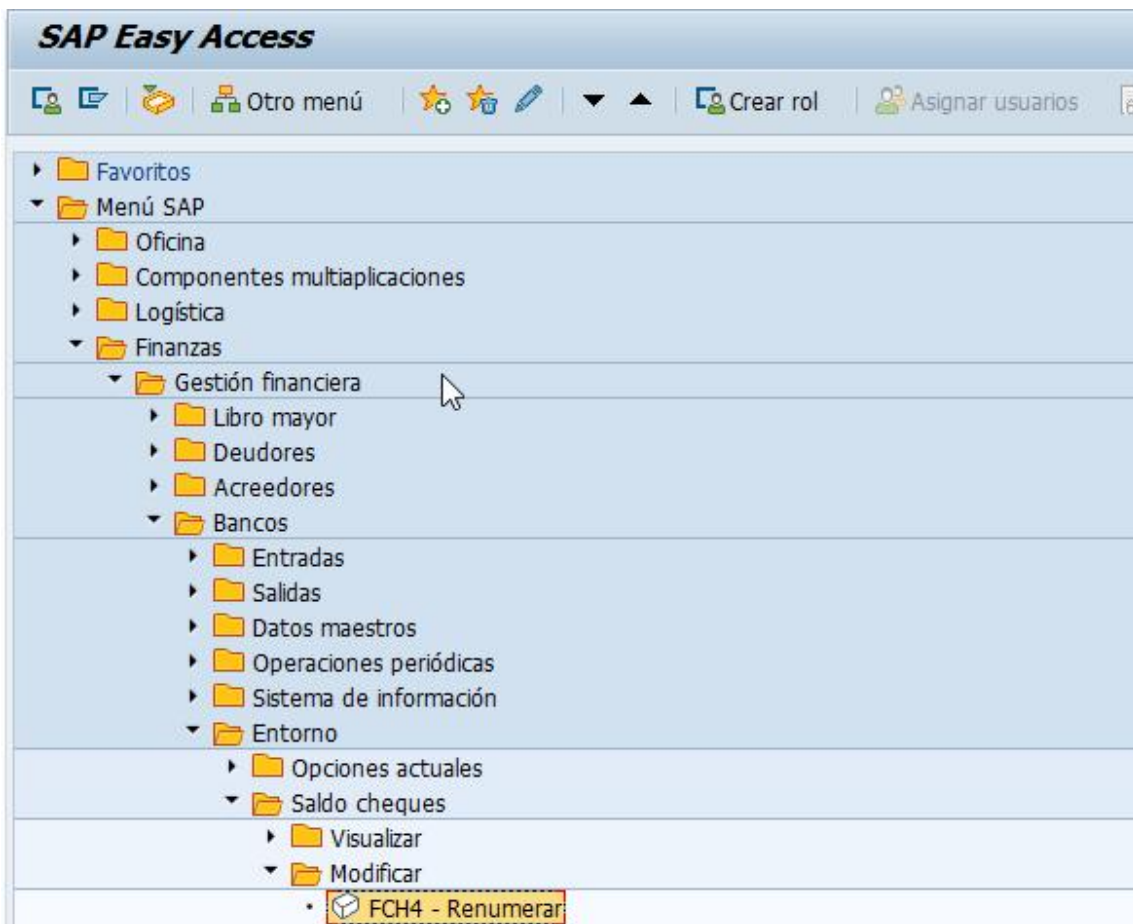 SAP Easy Access
Otro menú Crear rol Asignar usuarios
Favoritos
Menú SAP
Oficina
Componentes multiaplicaciones
Logística
Finanzas
Gestión financiera
Libro mayor
Deudores
Acreedores
Bancos
Entradas
Salidas
Datos maestros
Operaciones periódicas
Sistema de información
Entorno
Opciones actuales
Saldo cheques
Visualizar
Modificar
FCH4 - Renumerar